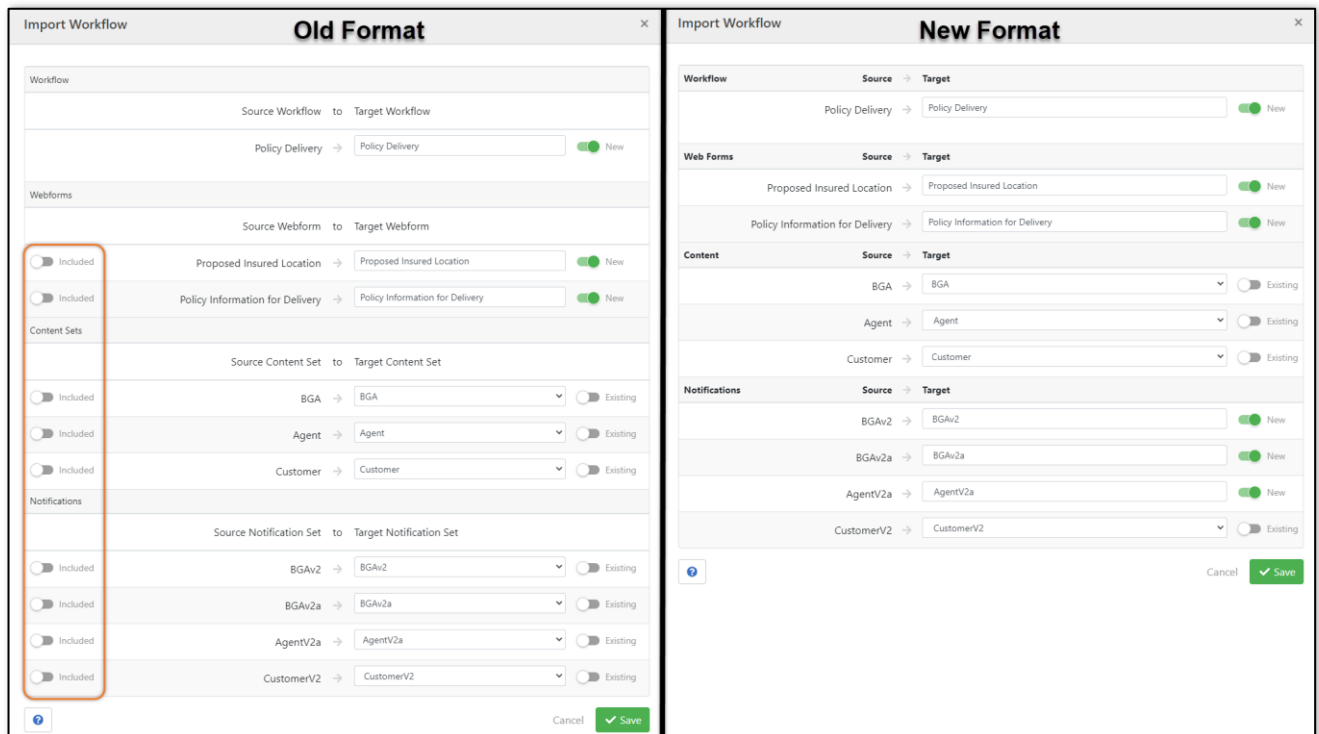 Import Workflow
Old Format
×
Workflow
Source Workflow to Target Workflow
Policy Delivery → Policy Delivery New
Webforms
Source Webform to Target Webform
Included Proposed Insured Location → Proposed Insured Location New
Included Policy Information for Delivery → Policy Information for Delivery New
Content Sets
Source Content Set to Target Content Set
Included BGA → BGA Existing
Included Agent → Agent Existing
Included Customer → Customer Existing
Notifications
Source Notification Set to Target Notification Set
Included BGAv2 → BGAv2 Existing
Included BGAv2a → BGAv2a Existing
Included AgentV2a → AgentV2a Existing
Included CustomerV2 → CustomerV2 Existing
? Cancel ✓ Save
Import Workflow
New Format
×
Workflow Source → Target
Policy Delivery → Policy Delivery New
Web Forms Source → Target
Proposed Insured Location → Proposed Insured Location New
Policy Information for Delivery → Policy Information for Delivery New
Content Source → Target
BGA → BGA Existing
Agent → Agent Existing
Customer → Customer Existing
Notifications Source → Target
BGAv2 → BGAv2 New
BGAv2a → BGAv2a New
AgentV2a → AgentV2a New
CustomerV2 → CustomerV2 Existing
? Cancel ✓ Save